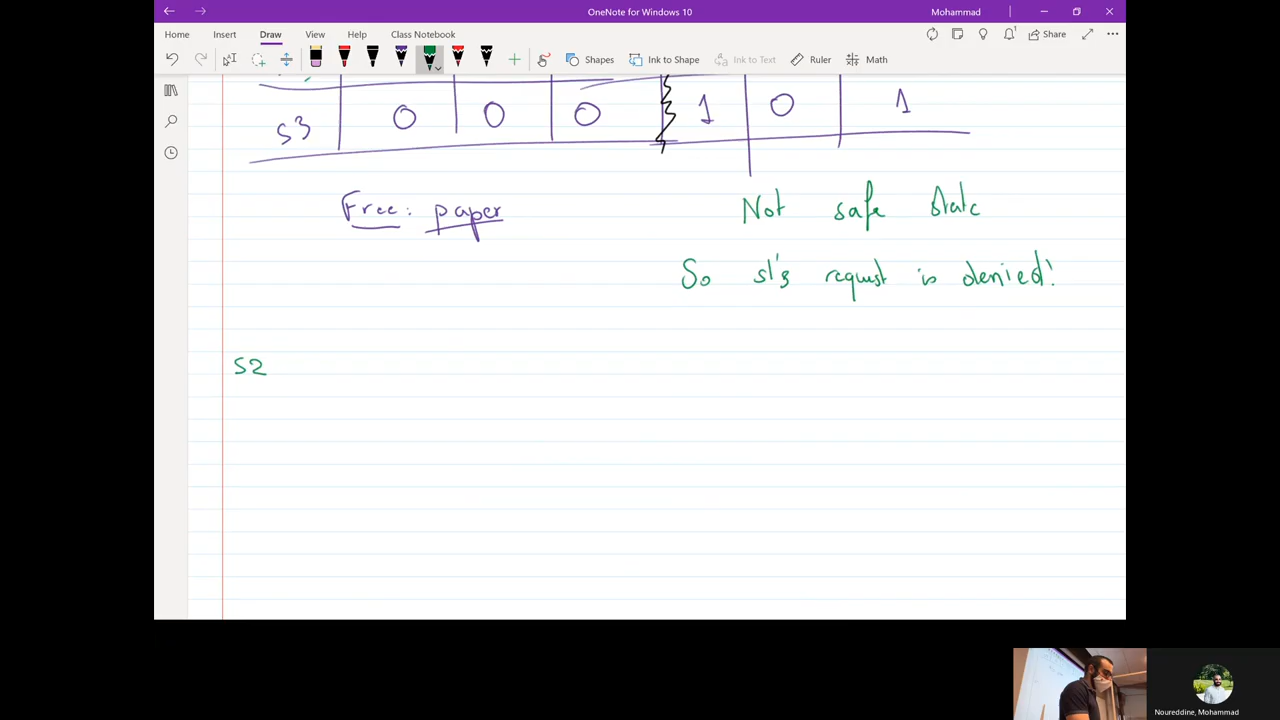 OneNote for Windows 10
Mohammad
Home Insert Draw View Help Class Notebook
Share
Shapes Ink to Shape Ink to Text Ruler Math
S3 0 0 0 1 0 1
Free: paper
Not safe state
So S1's request is denied!
S2
Noureddine, Mohammad